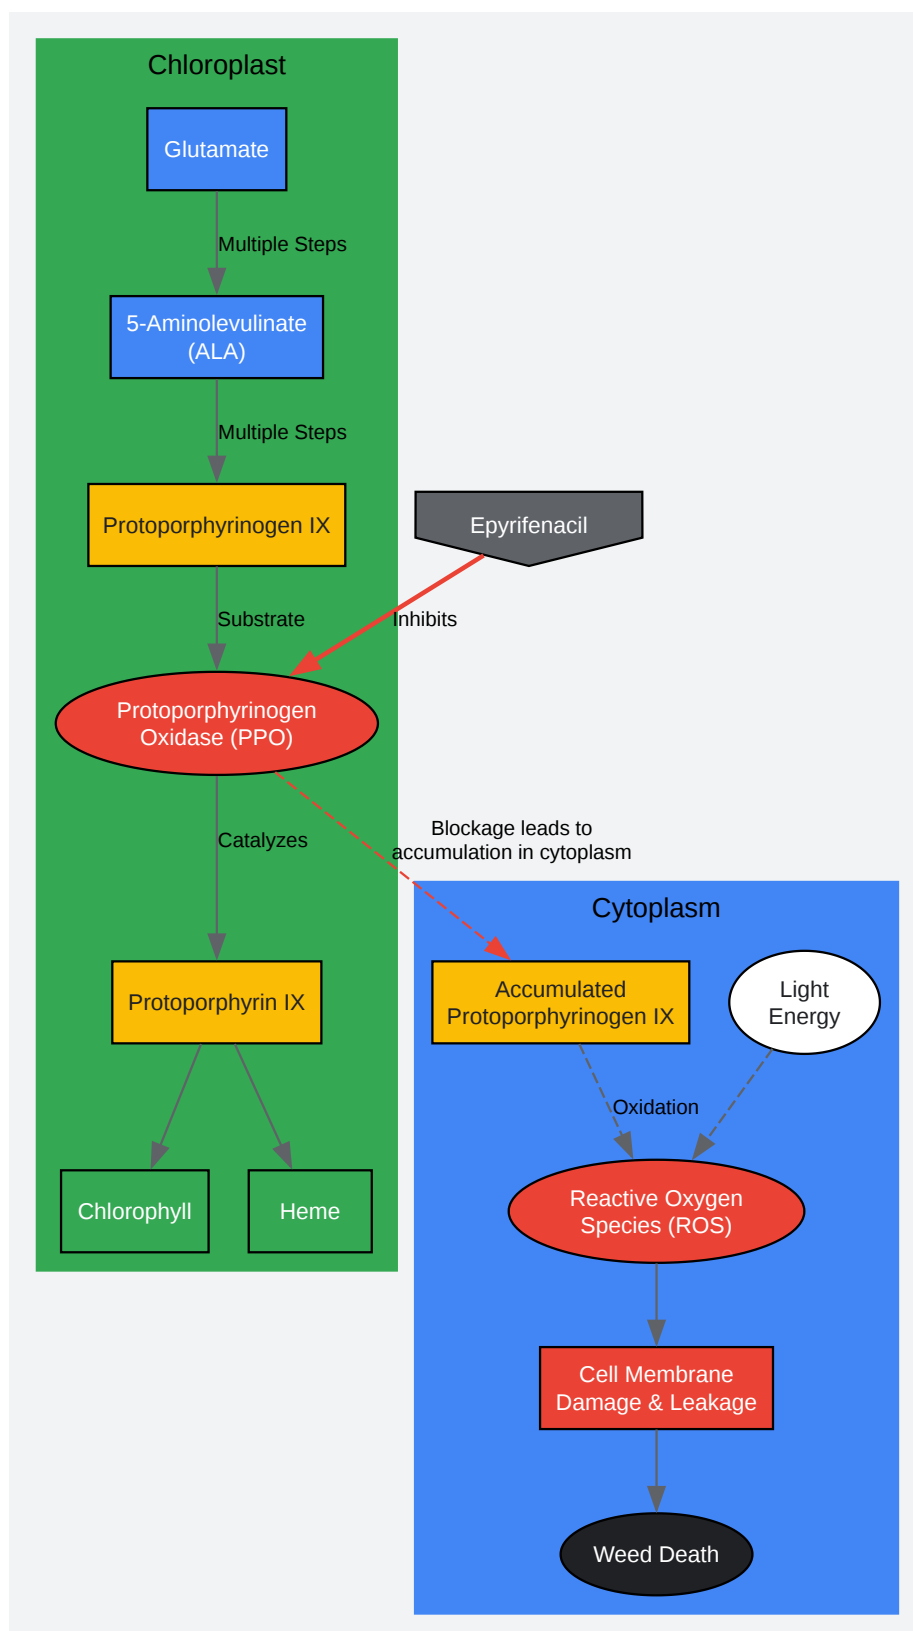 Chloroplast
Glutamate
Multiple Steps
5-Aminolevulinate
(ALA)
Multiple Steps
Protoporphyrinogen IX
Epyrifenacil
Substrate
Inhibits
Protoporphyrinogen
Oxidase (PPO)
Catalyzes
Blockage leads to
accumulation in cytoplasm
Cytoplasm
Protoporphyrin IX
Accumulated
Protoporphyrinogen IX
Light
Energy
Oxidation
Chlorophyll
Heme
Reactive Oxygen
Species (ROS)
Cell Membrane
Damage & Leakage
Weed Death